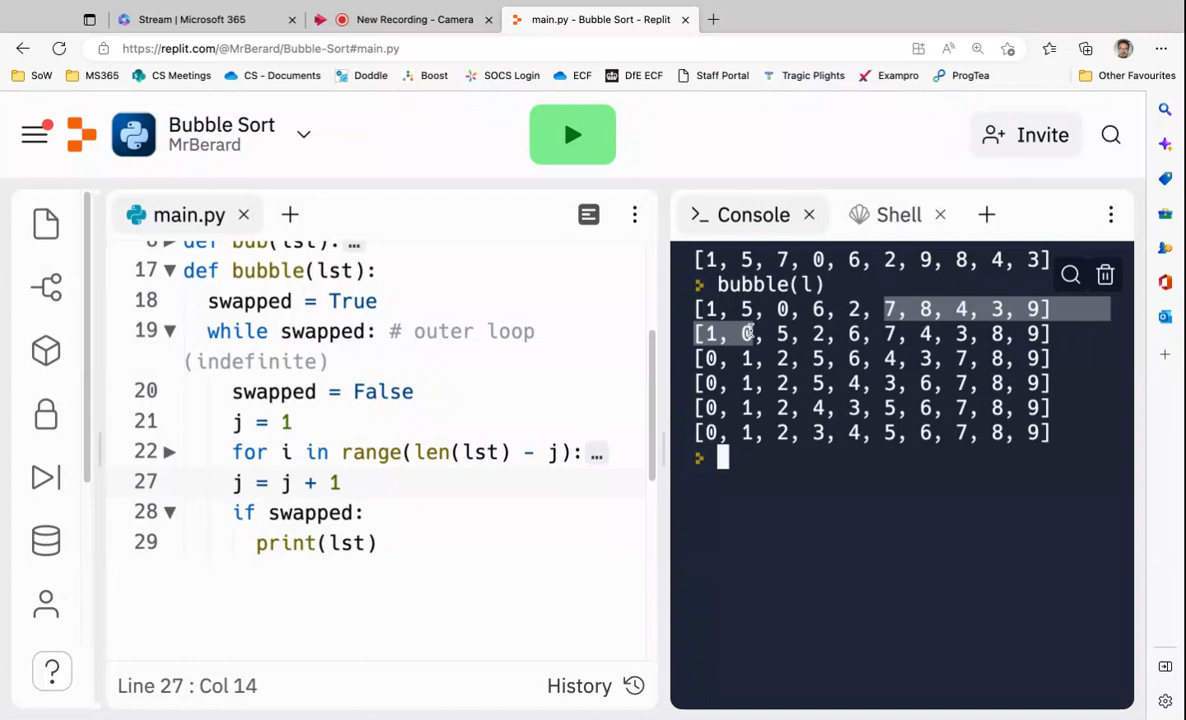 Stream | Microsoft 365
New Recording - Camera
main.py - Bubble Sort - Replit
https://replit.com/@MrBerard/Bubble-Sort#main.py
SoW MS365 CS Meetings CS - Documents Doddle Boost SOCS Login ECF DfE ECF Staff Portal Tragic Plights Exampro ProgTea Other Favourites
Bubble Sort
MrBerard
Invite
main.py
8 def bub(lst): ...
17 def bubble(lst):
18 swapped = True
19 while swapped: # outer loop
(indefinite)
20 swapped = False
21 j = 1
22 for i in range(len(lst) - j): ...
27 j = j + 1
28 if swapped:
29 print(lst)
Line 27 : Col 14
History
Console
Shell
[1, 5, 7, 0, 6, 2, 9, 8, 4, 3]
bubble(l)
[1, 5, 0, 6, 2, 7, 8, 4, 3, 9]
[1, 0, 5, 2, 6, 7, 4, 3, 8, 9]
[0, 1, 2, 5, 6, 4, 3, 7, 8, 9]
[0, 1, 2, 5, 4, 3, 6, 7, 8, 9]
[0, 1, 2, 4, 3, 5, 6, 7, 8, 9]
[0, 1, 2, 3, 4, 5, 6, 7, 8, 9]